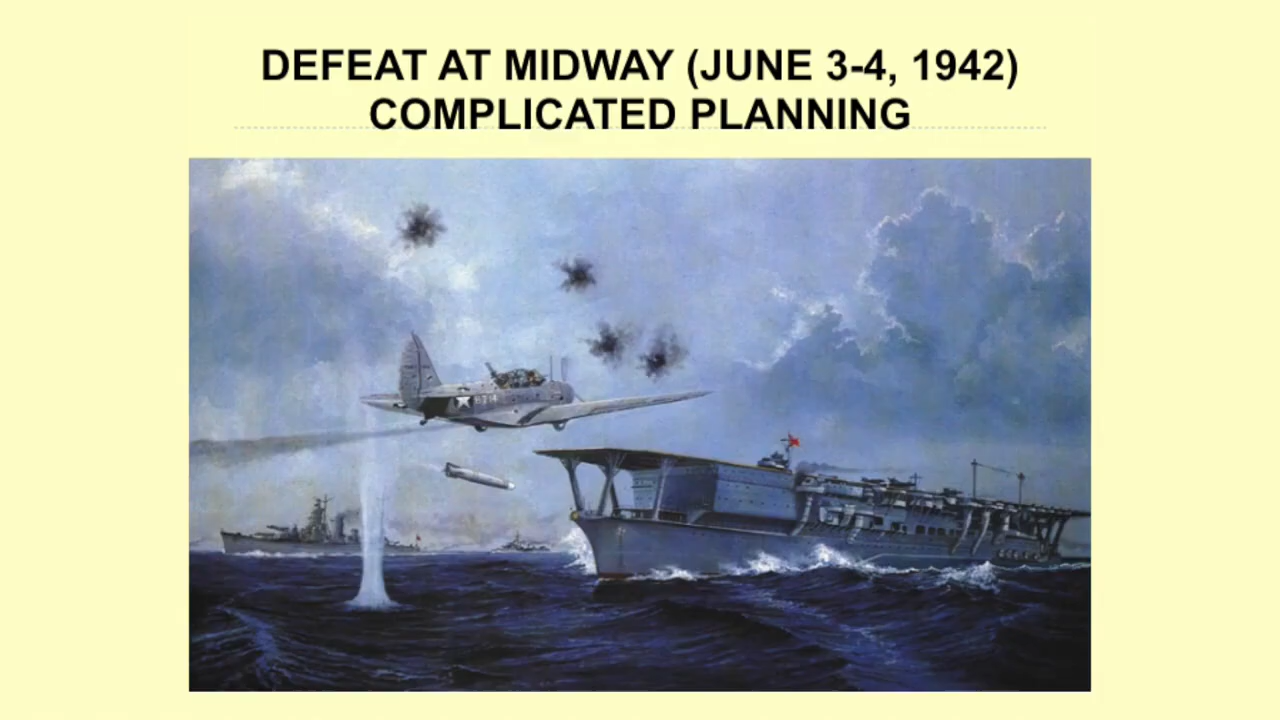 DEFEAT AT MIDWAY (JUNE 3-4, 1942)
COMPLICATED PLANNING